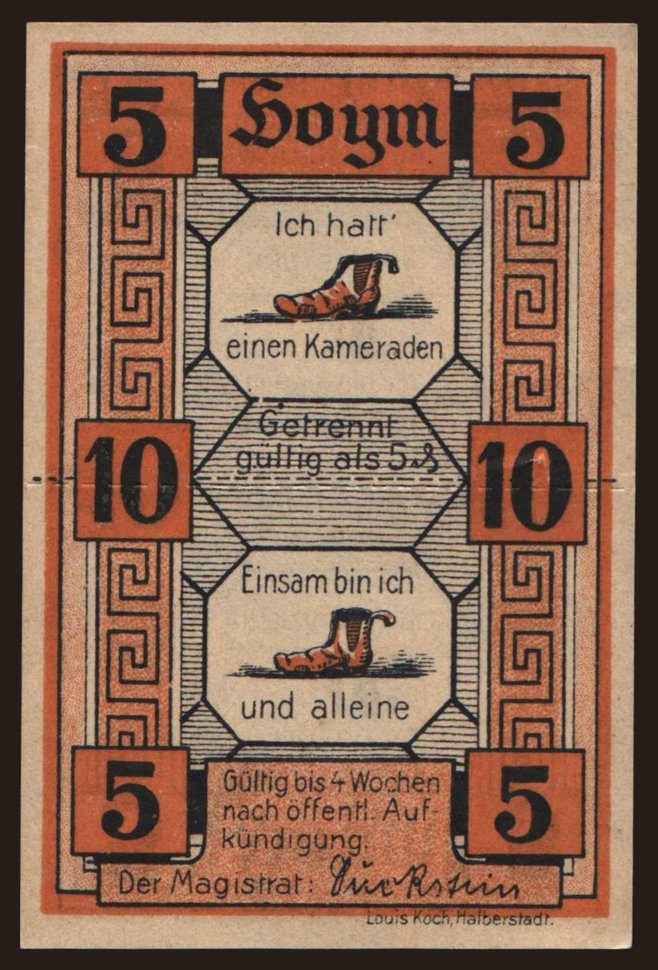 5 Hoym 5
Ich hatt'
einen Kameraden
Getrennt
gültig als 5 ₰
10 10
Einsam bin ich
und alleine
5 5
Gültig bis 4 Wochen
nach öffentl. Auf-
kündigung.
Der Magistrat:
Louis Koch, Halberstadt.